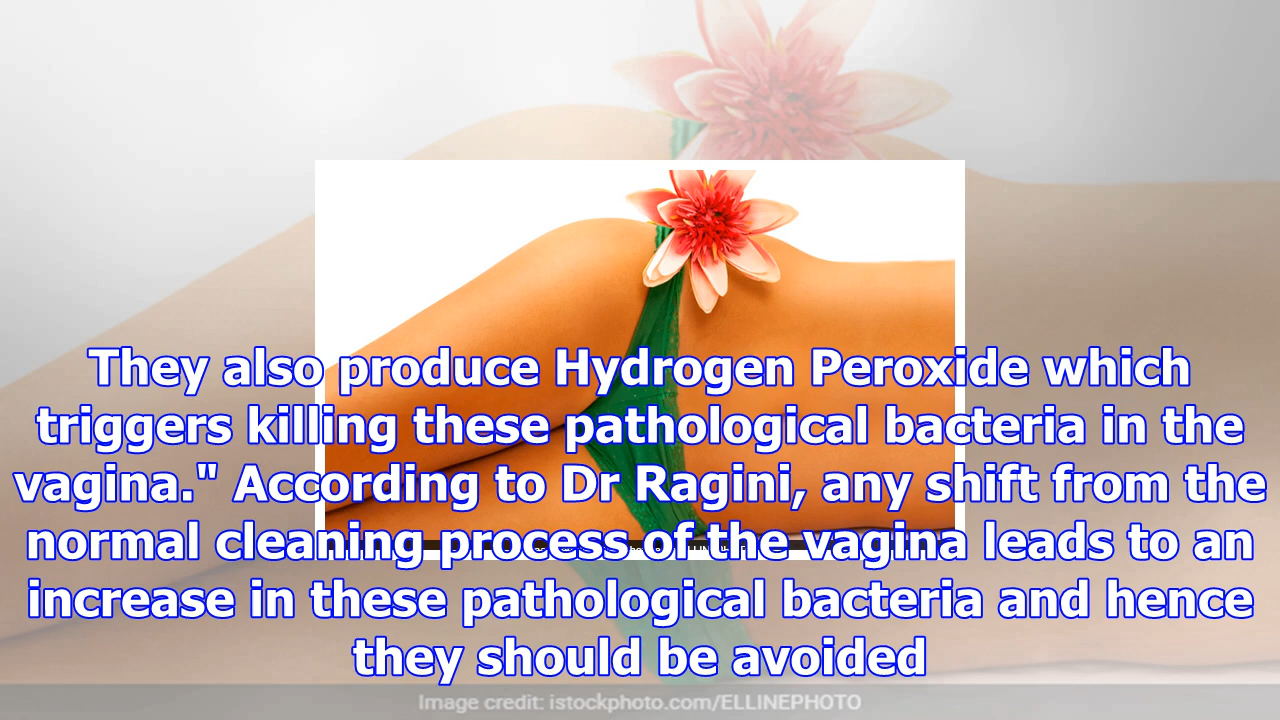 They also produce Hydrogen Peroxide which
triggers killing these pathological bacteria in the
vagina." According to Dr Ragini, any shift from the
normal cleaning process of the vagina leads to an
increase in these pathological bacteria and hence
they should be avoided
Image credit: istockphoto.com/ELLINEPHOTO